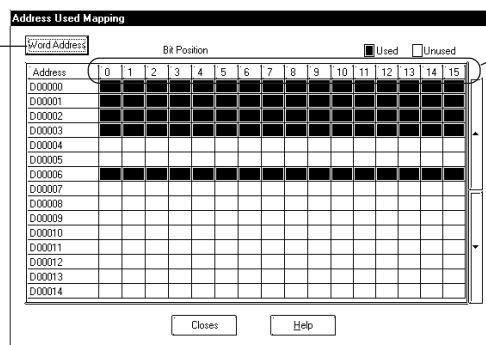 Address Used Mapping
Word Address
Bit Position
Used Unused
Address 0 1 2 3 4 5 6 7 8 9 10 11 12 13 14 15
D00000
D00001
D00002
D00003
D00004
D00005
D00006
D00007
D00008
D00009
D00010
D00011
D00012
D00013
D00014
Closes Help